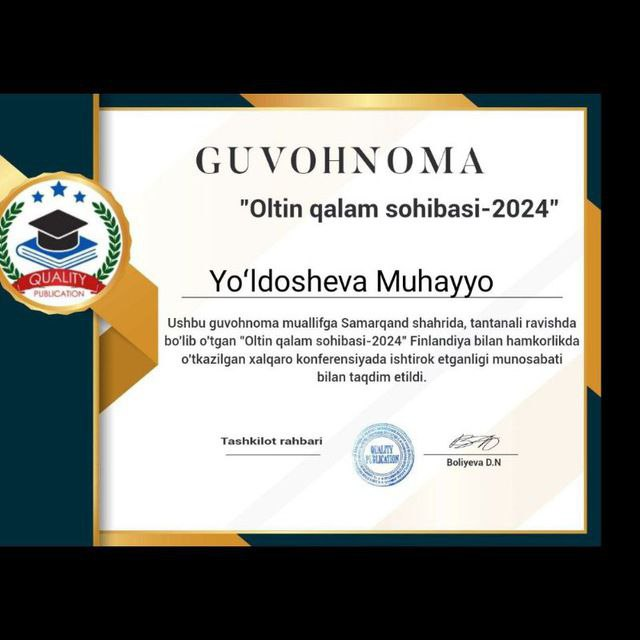 GUVOHNOMA
"Oltin qalam sohibasi-2024"
Yoʻldosheva Muhayyo
Ushbu guvohnoma muallifga Samarqand shahrida, tantanali ravishda
bo'lib o'tgan "Oltin qalam sohibasi-2024" Finlandiya bilan hamkorlikda
o'tkazilgan xalqaro konferensiyada ishtirok etganligi munosabati
bilan taqdim etildi.
QUALITY
PUBLICATION
Tashkilot rahbari
QUALITY
PUBLICATION
Boliyeva D.N